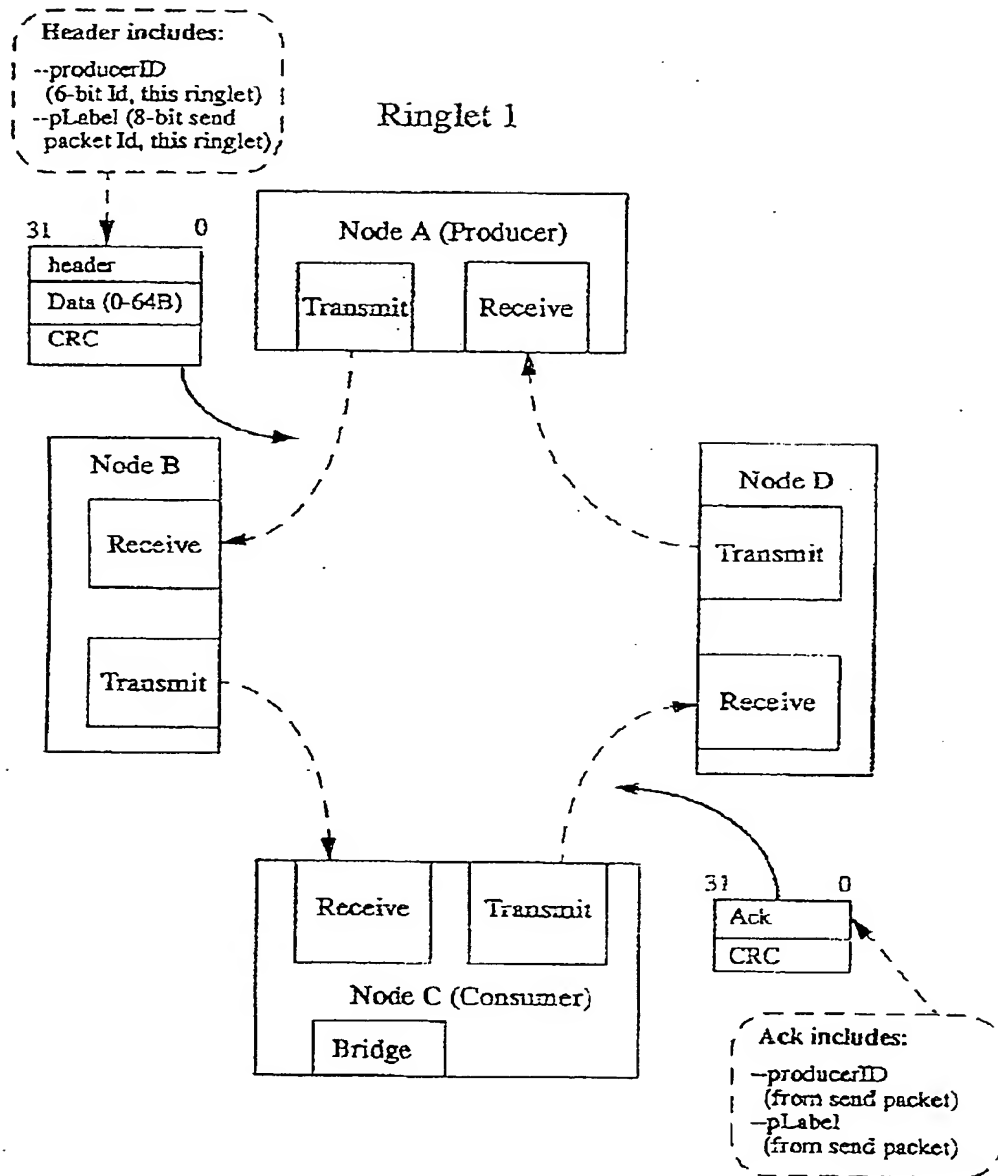 Header includes:
--producerID
(6-bit Id, this ringlet)
--pLabel (8-bit send
packet Id, this ringlet)
Ringlet 1
31 0
header
Data (0-64B)
CRC
Node A (Producer)
Transmit Receive
Node B
Receive
Transmit
Node D
Transmit
Receive
Receive Transmit
Node C (Consumer)
Bridge
31 0
Ack
CRC
Ack includes:
--producerID
(from send packet)
--pLabel
(from send packet)